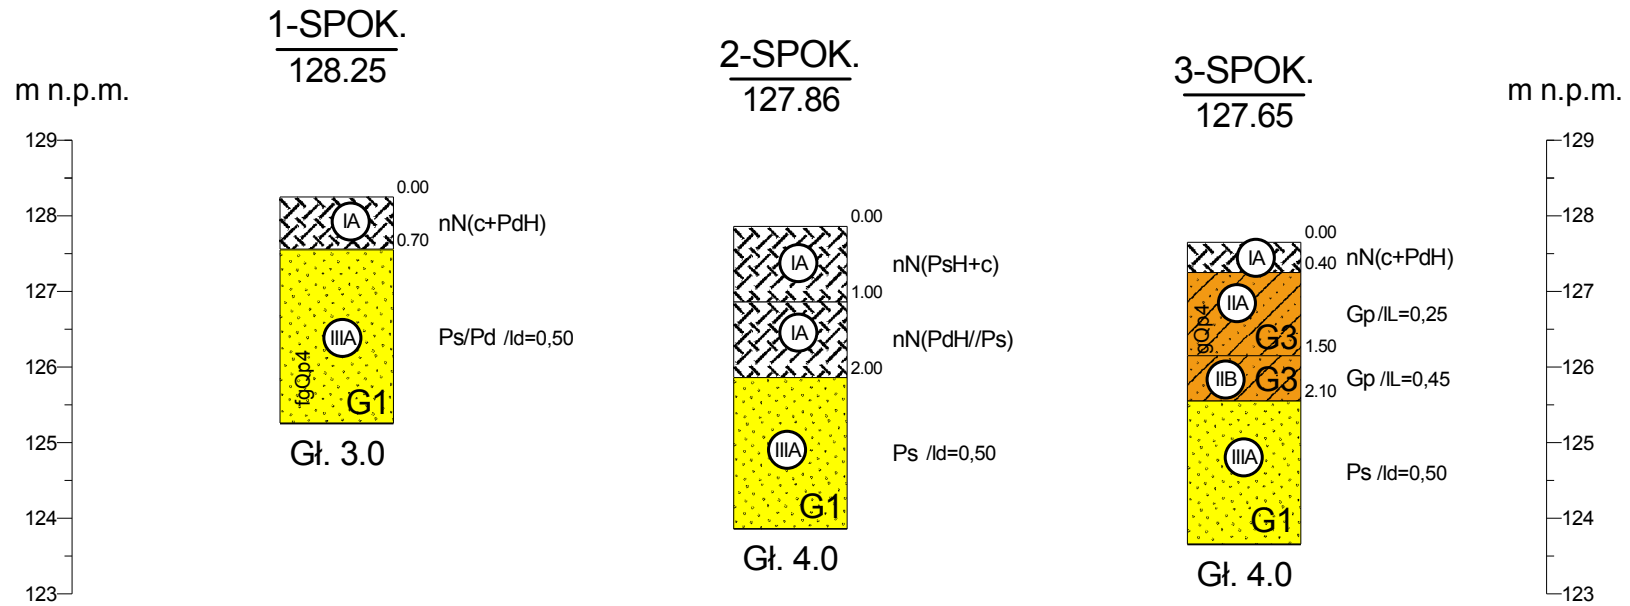 1-SPOK.
128.25
2-SPOK.
127.86
3-SPOK.
127.65
m n.p.m.
m n.p.m.
129
128
127
126
125
124
123
0.00
IA
nN(c+PdH)
0.70
IIIA
Ps/Pd /Id=0,50
fgQp4
G1
Gł. 3.0
0.00
IA
nN(PsH+c)
1.00
IA
nN(PdH//Ps)
2.00
IIIA
Ps /Id=0,50
G1
Gł. 4.0
0.00
IA
0.40
nN(c+PdH)
IIA
Gp /IL=0,25
gQp4
G3
1.50
IIB
G3
Gp /IL=0,45
2.10
IIIA
Ps /Id=0,50
G1
Gł. 4.0
129
128
127
126
125
124
123